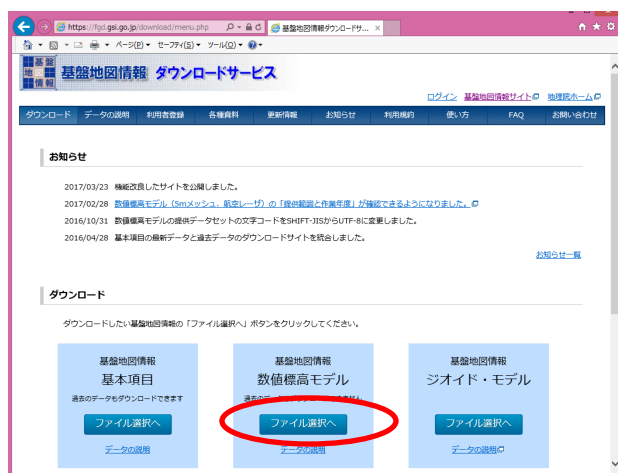 https://fgd.gsi.go.jp/download/menu.php
基盤地図情報ダウンロードサ... ×
ページ(P) セーフティ(S) ツール(O)
基盤
地図
情報
基盤地図情報 ダウンロードサービス
ログイン 基盤地図情報サイト 地理院ホーム
ダウンロード データの説明 利用者登録 各種資料 更新情報 お知らせ 利用規約 使い方 FAQ お問い合わせ
お知らせ
2017/03/23 機能改良したサイトを公開しました。
2017/02/28 数値標高モデル(5mメッシュ、航空レーザ)の「提供範囲と作業年度」が確認できるようになりました。
2016/10/31 数値標高モデルの提供データセットの文字コードをSHIFT-JISからUTF-8に変更しました。
2016/04/28 基本項目の最新データと過去データのダウンロードサイトを統合しました。
お知らせ一覧
ダウンロード
ダウンロードしたい基盤地図情報の「ファイル選択へ」ボタンをクリックしてください。
基盤地図情報
基本項目
過去のデータもダウンロードできます
ファイル選択へ
データの説明
基盤地図情報
数値標高モデル
ファイル選択へ
データの説明
基盤地図情報
ジオイド・モデル
ファイル選択へ
データの説明